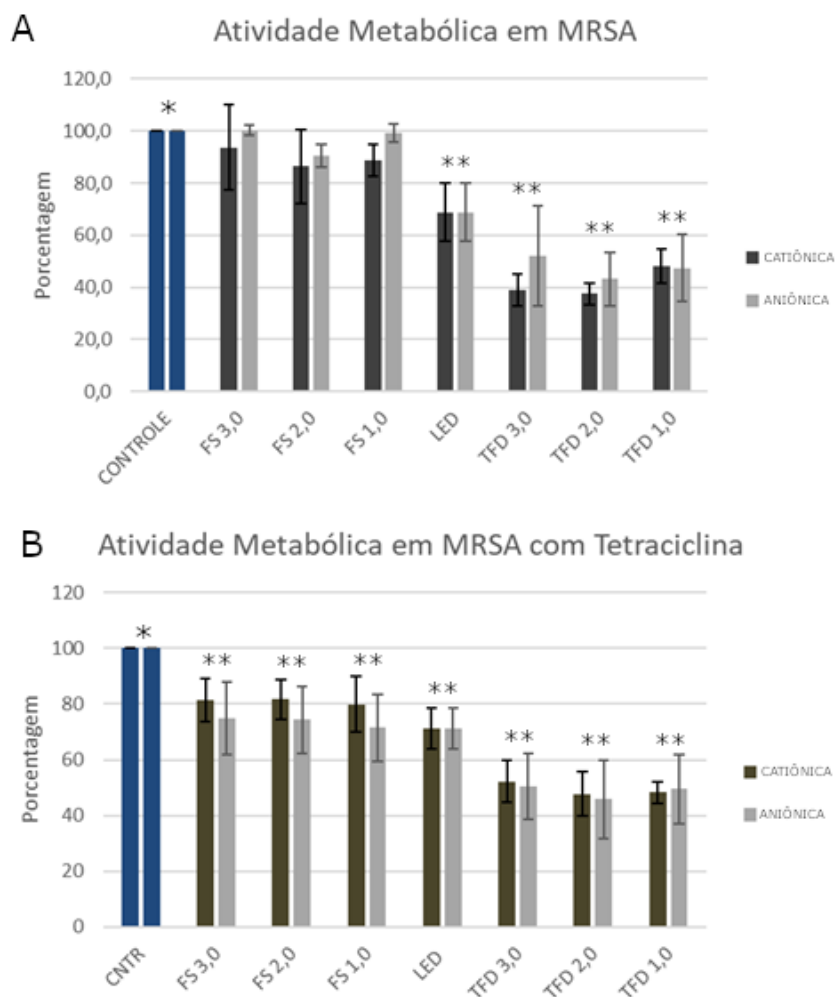 A
Atividade Metabólica em MRSA
Porcentagem
120,0
100,0
80,0
60,0
40,0
20,0
0,0
*
**
**
**
**
CONTROLE
FS 3,0
FS 2,0
FS 1,0
LED
TFD 3,0
TFD 2,0
TFD 1,0
CATIÔNICA
ANIÔNICA
B
Atividade Metabólica em MRSA com Tetraciclina
Porcentagem
120
100
80
60
40
20
0
*
**
**
**
**
**
**
**
CNTR
FS 3,0
FS 2,0
FS 1,0
LED
TFD 3,0
TFD 2,0
TFD 1,0
CATIÔNICA
ANIÔNICA